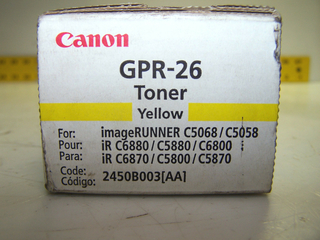 Canon
GPR-26
Toner
Yellow
For: imageRUNNER C5068/C5058
Pour: iR C6880/C5880/C6800
Para: iR C6870/C5800/C5870
Code:
Código: 2450B003[AA]